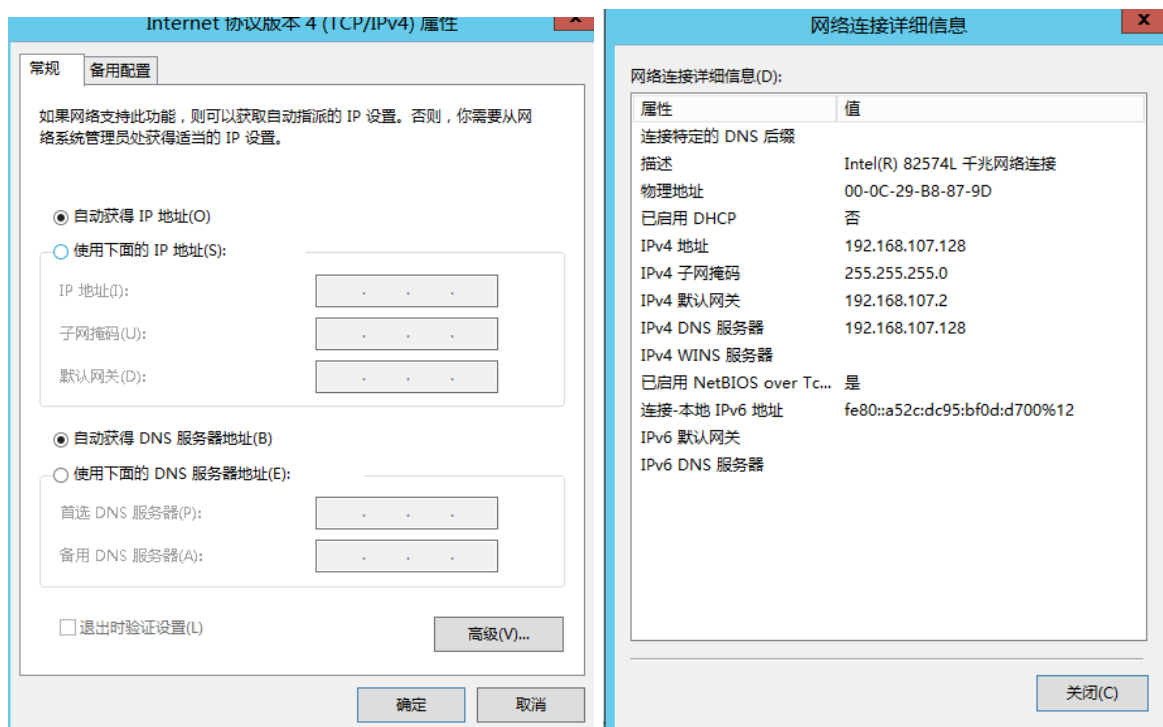 Internet 协议版本 4 (TCP/IPv4) 属性
x
常规
备用配置
如果网络支持此功能，则可以获取自动指派的 IP 设置。否则，你需要从网
络系统管理员处获得适当的 IP 设置。
自动获得 IP 地址(O)
使用下面的 IP 地址(S):
IP 地址(I):
子网掩码(U):
默认网关(D):
自动获得 DNS 服务器地址(B)
使用下面的 DNS 服务器地址(E):
首选 DNS 服务器(P):
备用 DNS 服务器(A):
退出时验证设置(L)
高级(V)...
确定
取消
网络连接详细信息
x
网络连接详细信息(D):
属性 值
连接特定的 DNS 后缀
描述 Intel(R) 82574L 千兆网络连接
物理地址 00-0C-29-B8-87-9D
已启用 DHCP 否
IPv4 地址 192.168.107.128
IPv4 子网掩码 255.255.255.0
IPv4 默认网关 192.168.107.2
IPv4 DNS 服务器 192.168.107.128
IPv4 WINS 服务器
已启用 NetBIOS over Tc... 是
连接-本地 IPv6 地址 fe80::a52c:dc95:bf0d:d700%12
IPv6 默认网关
IPv6 DNS 服务器
关闭(C)